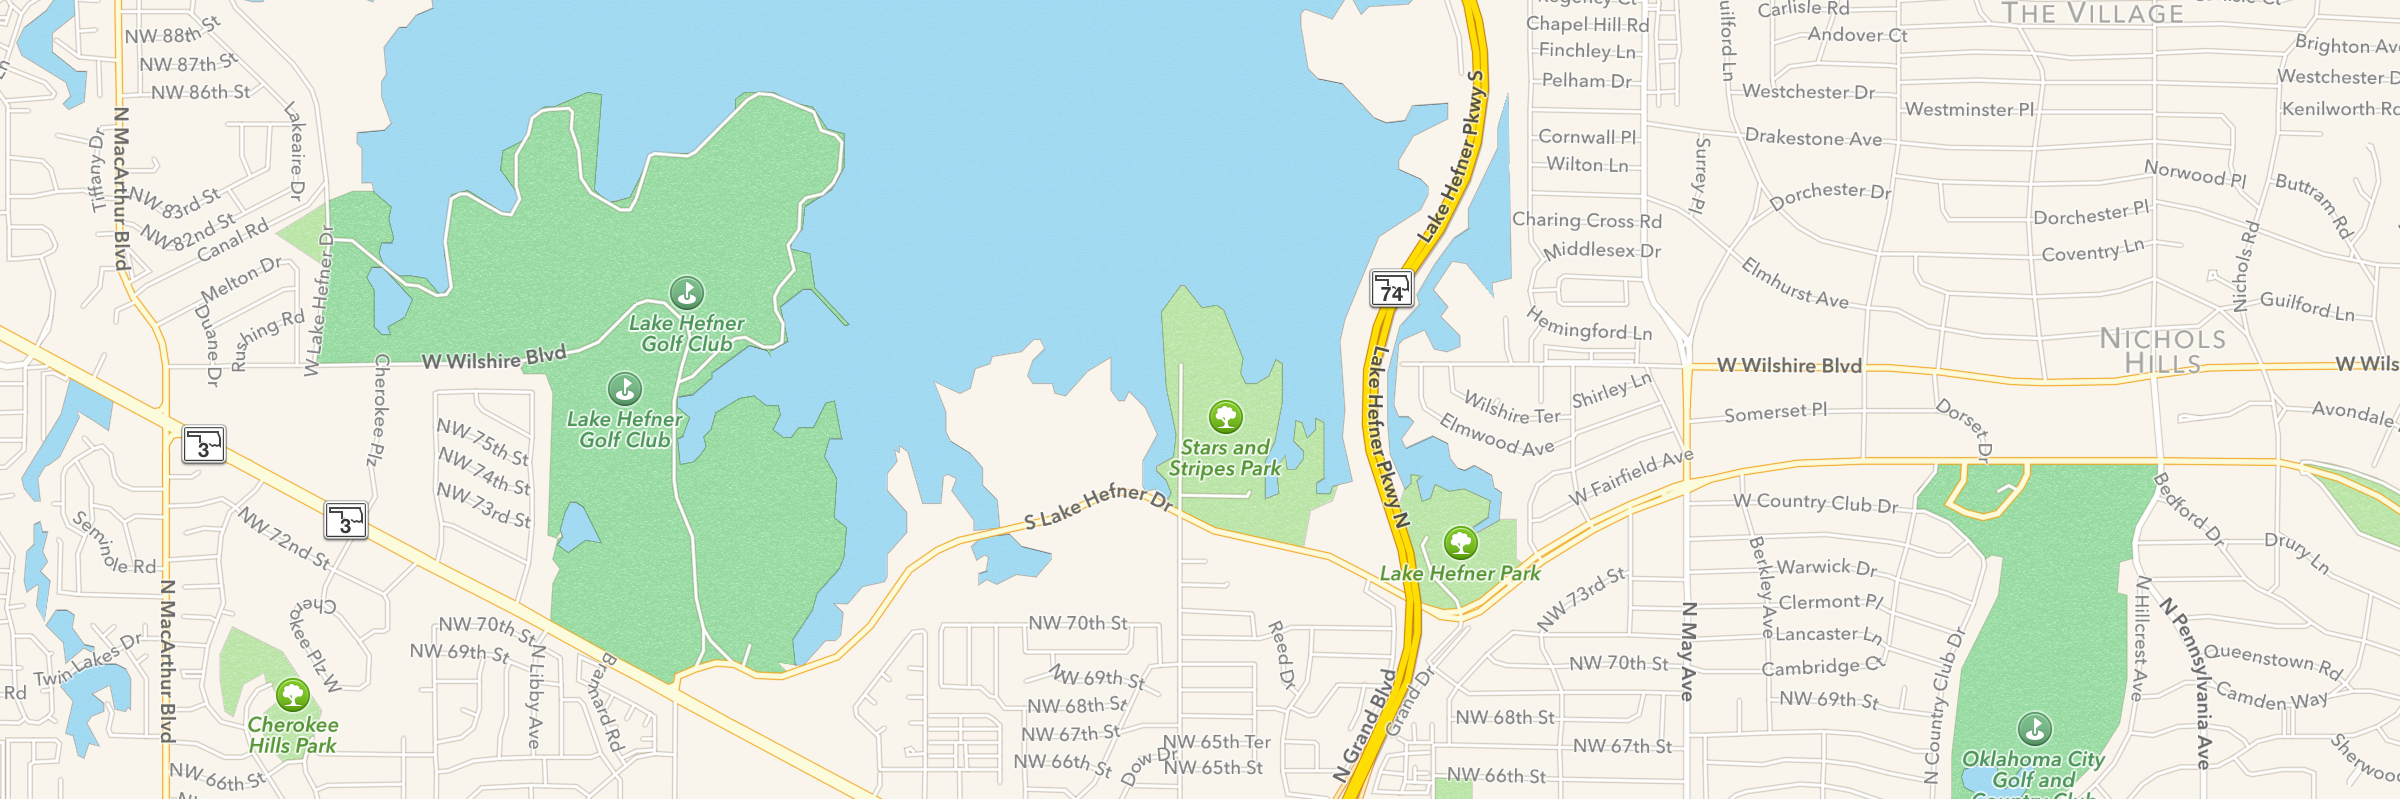 Regency Ct
Carlisle Rd
Carlisle Ct
THE VILLAGE
NW 88th St
Chapel Hill Rd
Guilford Ln
Andover Ct
Brighton Ave
NW 87th St
Finchley Ln
NW 86th St
Pelham Dr
Westchester Dr
Westchester D
Lakeaire Dr
N MacArthur Blvd
Tiffany Dr
Lake Hefner Pkwy S
Westminster Pl
Kenilworth Rd
Cornwall Pl
Drakestone Ave
Wilton Ln
Surrey Pl
Norwood Pl
Buttram Rd
NW 83rd St
NW 82nd St
Canal Rd
Dorchester Dr
Dorchester Pl
Charing Cross Rd
Middlesex Dr
Coventry Ln
Nichols Rd
Melton Dr
W Lake Hefner Dr
Elmhurst Ave
Guilford Ln
74
Lake Hefner
Golf Club
Duane Dr
Rushing Rd
Hemingford Ln
NICHOLS
HILLS
W Wilshire Blvd
W Wilshire Blvd
W Wils
Cherokee Plz
Lake Hefner Pkwy N
Lake Hefner
Golf Club
Wilshire Ter
Shirley Ln
Elmwood Ave
Somerset Pl
Dorset Dr
Avondale
3
NW 75th St
NW 74th St
NW 73rd St
Stars and
Stripes Park
W Fairfield Ave
3
S Lake Hefner Dr
W Country Club Dr
Bedford Dr
Seminole Rd
NW 72nd St
Lake Hefner Park
Drury Ln
Berkley Ave
Warwick Dr
N MacArthur Blvd
Cherokee Plz W
NW 73rd St
Clermont Pl
N Hillcrest Ave
N Pennsylvania Ave
NW 70th St
NW 70th St
N May Ave
Lancaster Ln
Twin Lakes Dr
NW 69th St
N Libby Ave
Brannard Rd
NW 69th St
Reed Dr
NW 70th St
Cambridge Ct
N Country Club Dr
Queenstown Rd
Rd
NW 68th St
N Grand Blvd
Grand Dr
NW 69th St
Camden Way
Cherokee
Hills Park
NW 67th St
NW 68th St
NW 65th Ter
NW 67th St
Oklahoma City
Golf and
Country Club
Sherwood
NW 66th St
NW 66th St
Dow Dr
NW 65th St
NW 66th St
NW
Ln